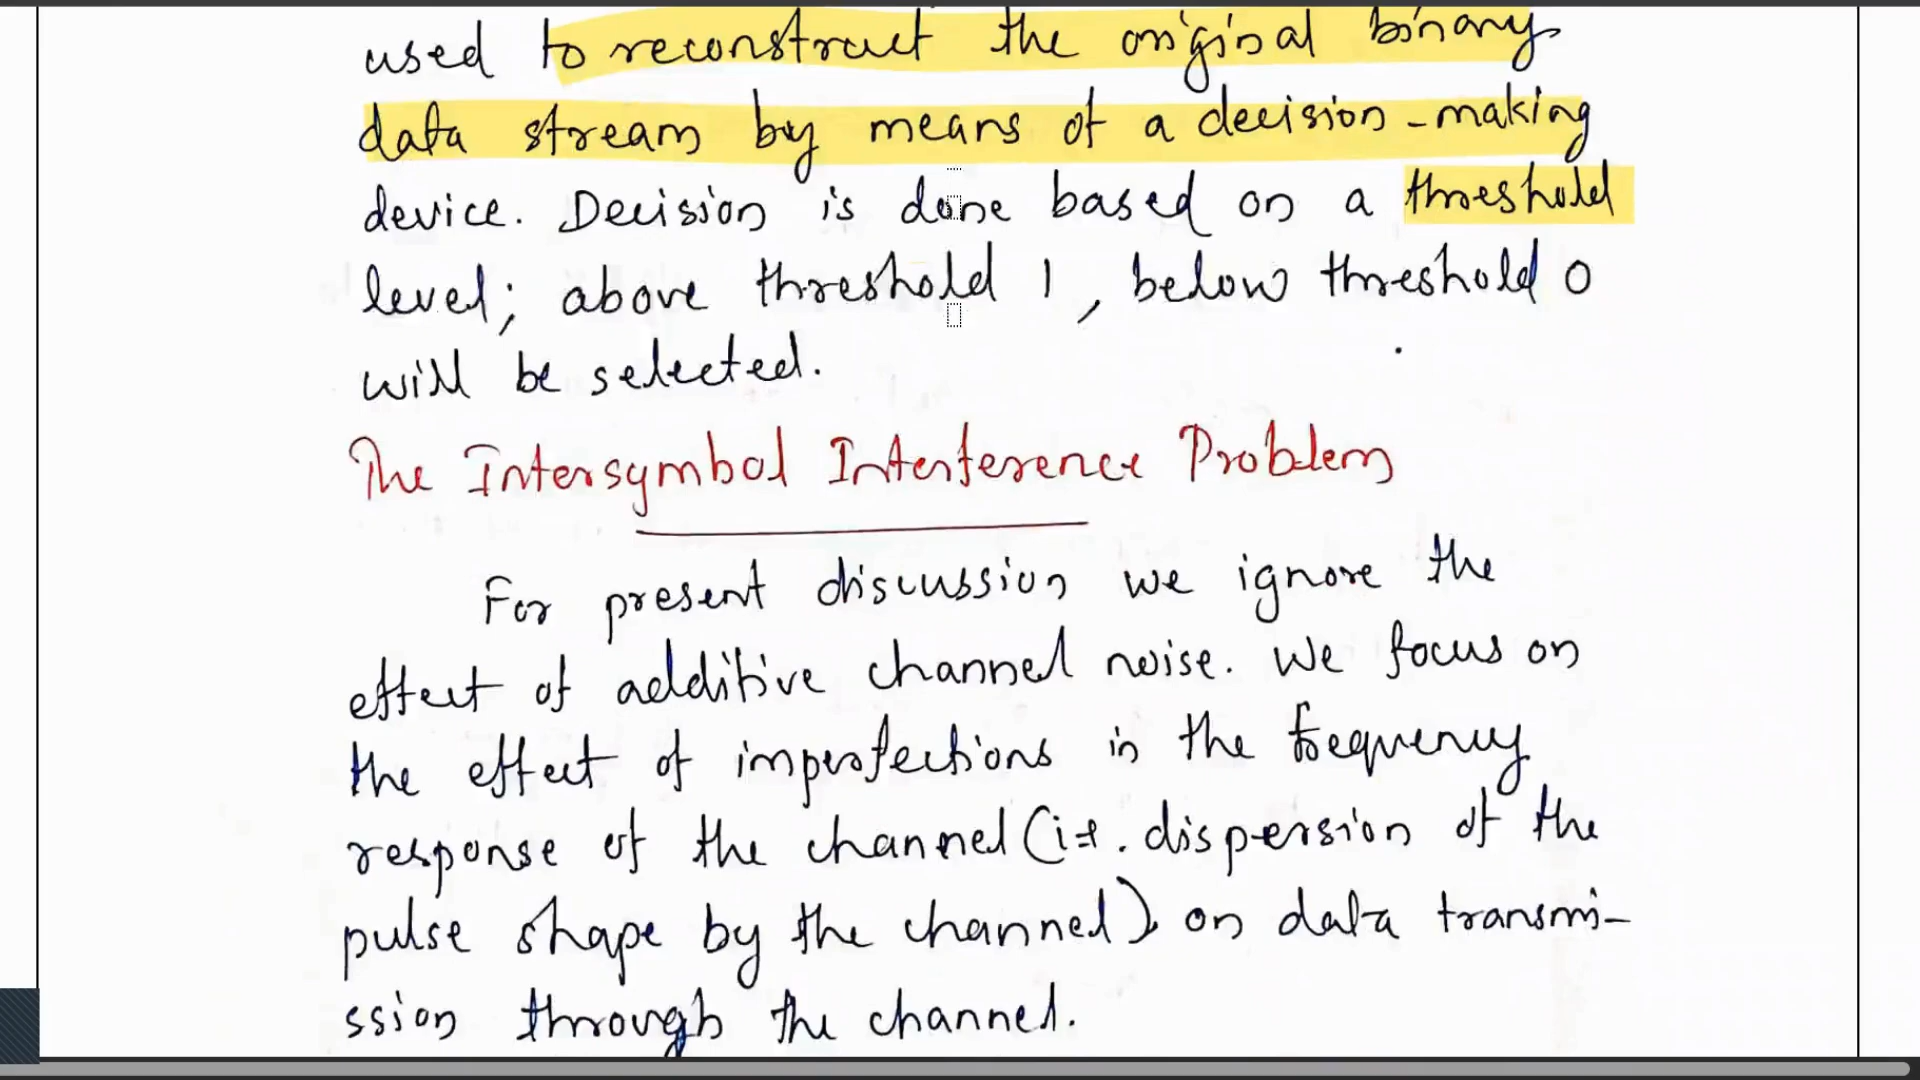 used to reconstruct the original binary
data stream by means of a decision-making
device. Decision is done based on a threshold
level; above threshold 1, below threshold 0
will be selected.
The Intersymbol Interference Problem
For present discussion we ignore the
effect of additive channel noise. We focus on
the effect of imperfections in the frequency
response of the channel (ie. dispersion of the
pulse shape by the channel) on data transmi-
ssion through the channel.